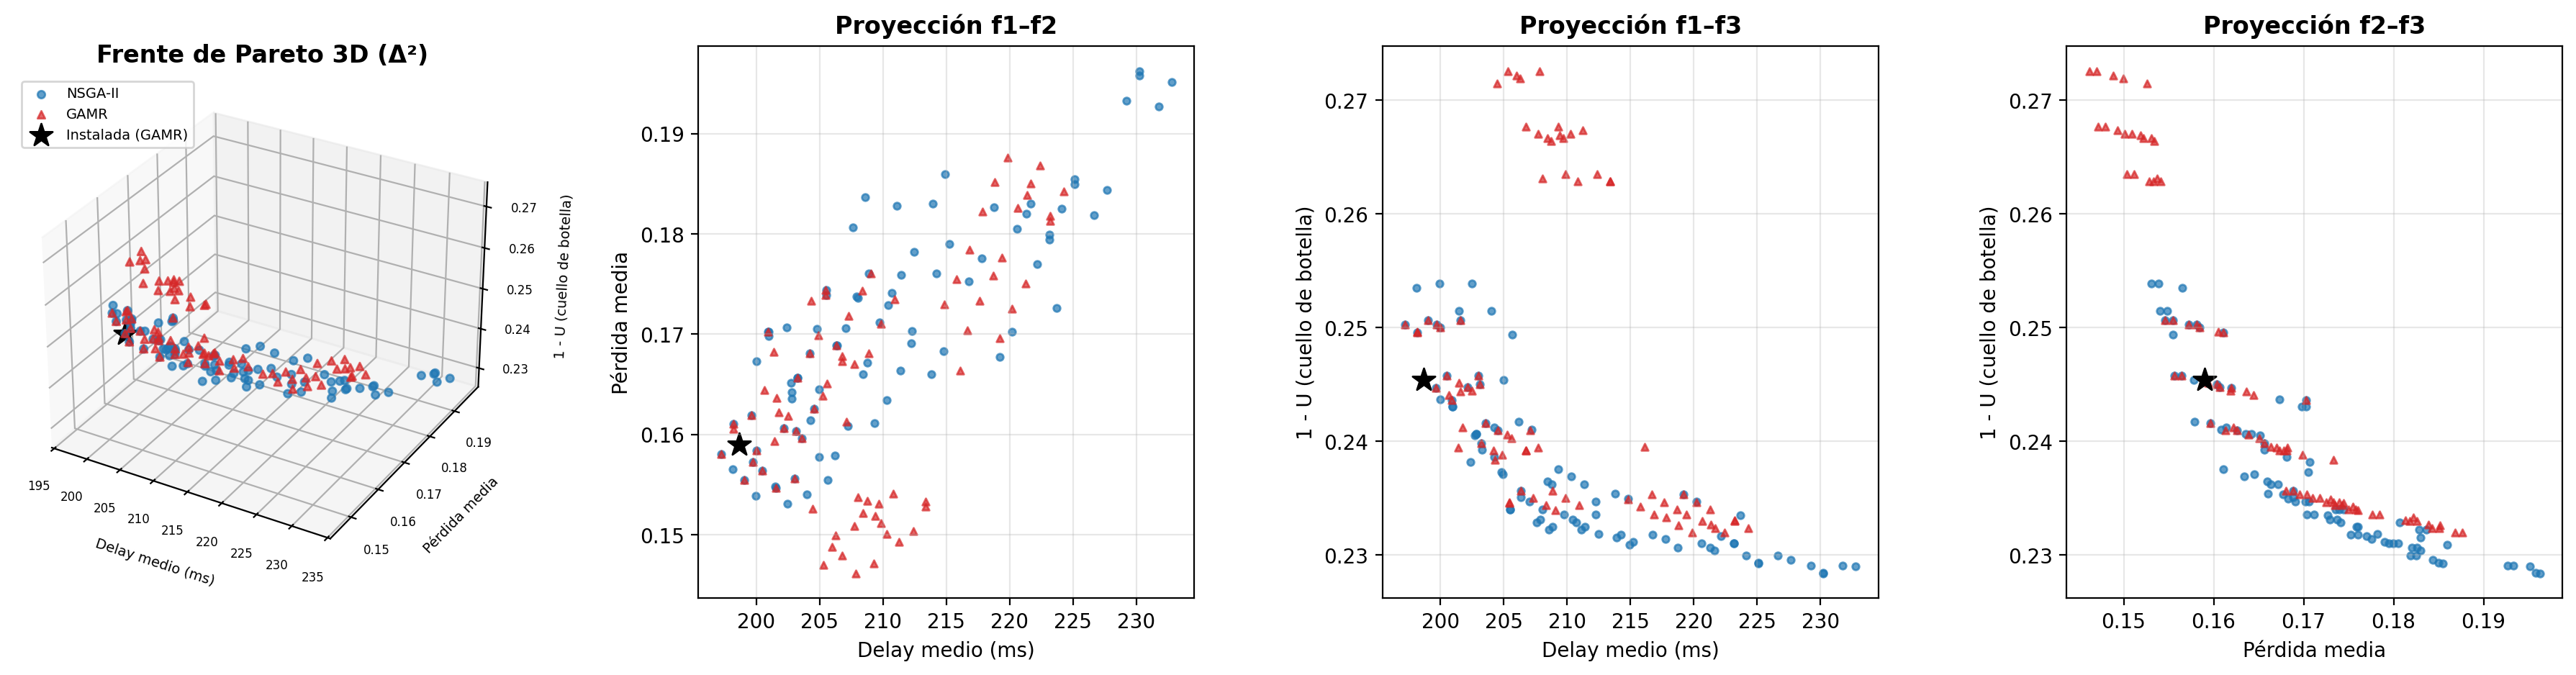 Frente de Pareto 3D (Δ²)
NSGA-II
GAMR
Instalada (GAMR)
0.27
0.26
0.25
0.24
0.23
1 - U (cuello de botella)
0.19
0.18
0.17
0.16
0.15
Pérdida media
195
200
205
210
215
220
225
230
235
Delay medio (ms)
Proyección f1–f2
0.19
0.18
0.17
0.16
0.15
Pérdida media
200 205 210 215 220 225 230
Delay medio (ms)
Proyección f1–f3
0.27
0.26
0.25
0.24
0.23
1 - U (cuello de botella)
200 205 210 215 220 225 230
Delay medio (ms)
Proyección f2–f3
0.27
0.26
0.25
0.24
0.23
1 - U (cuello de botella)
0.15 0.16 0.17 0.18 0.19
Pérdida media